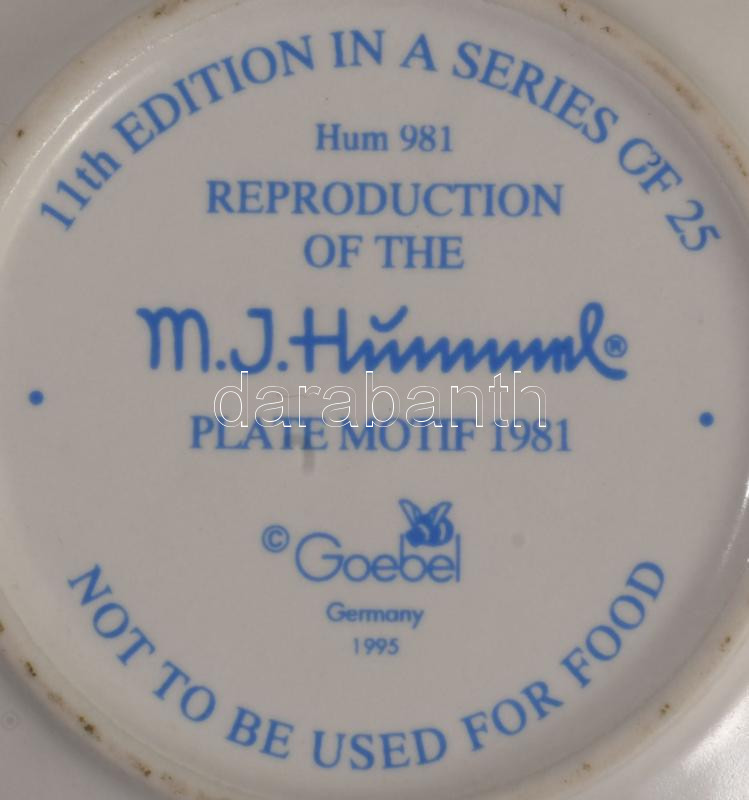 11th EDITION IN A SERIES OF 25
Hum 981
REPRODUCTION
OF THE
M.J.Hummel®
darabanth
PLATE MOTIF 1981
© Goebel
Germany
1995
NOT TO BE USED FOR FOOD